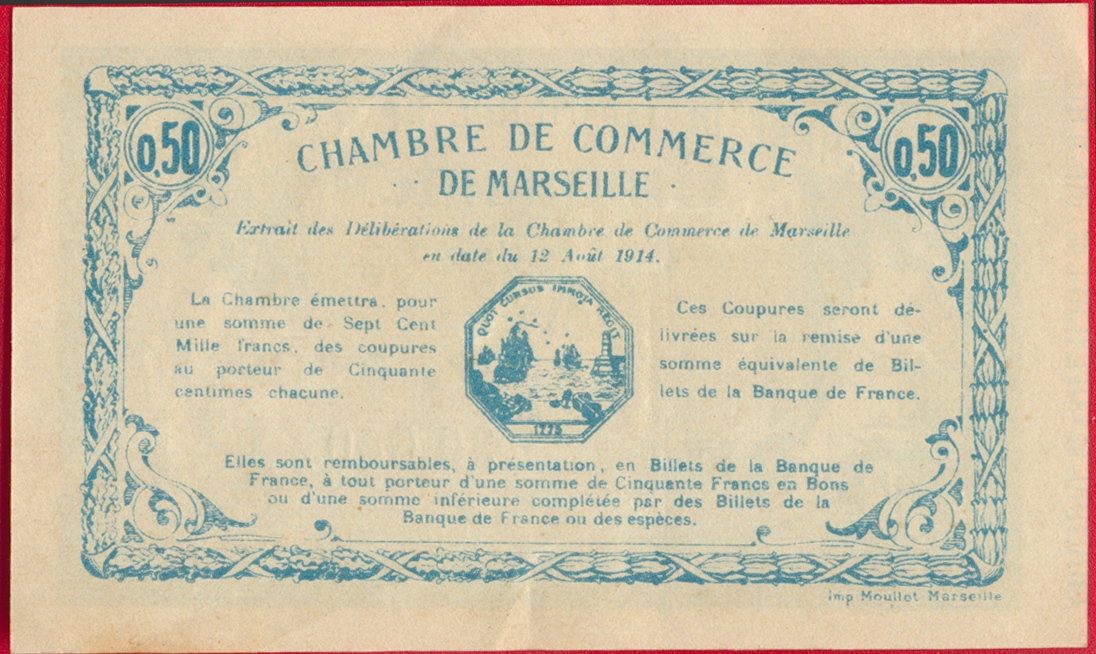 0,50
0,50
CHAMBRE DE COMMERCE
DE MARSEILLE
Extrait des Délibérations de la Chambre de Commerce de Marseille
en date du 12 Août 1914.
La Chambre émettra, pour
une somme de Sept Cent
Mille francs, des coupures
au porteur de Cinquante
centimes chacune.
QUOT CURSUS IMMOTA REGIT
1775
Ces Coupures seront dé-
livrées sur la remise d'une
somme équivalente de Bil-
lets de la Banque de France.
Elles sont remboursables, à présentation, en Billets de la Banque de
France, à tout porteur d'une somme de Cinquante Francs en Bons
ou d'une somme inférieure complétée par des Billets de la
Banque de France ou des espèces.
Imp Moullot Marseille